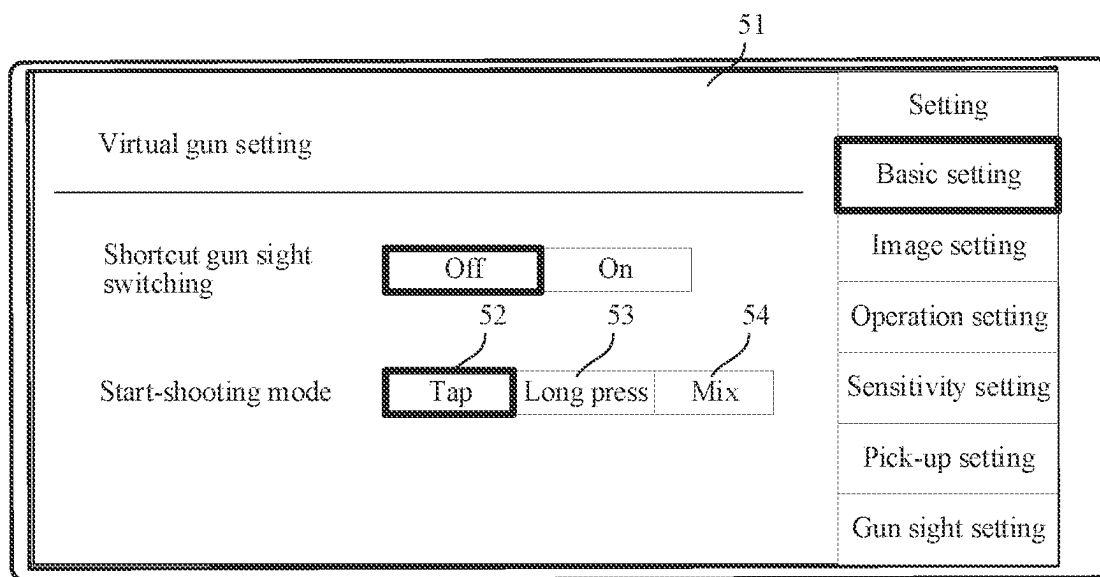 51
Virtual gun setting
Shortcut gun sight
switching
Off
On
52
53
54
Start-shooting mode
Tap
Long press
Mix
Setting
Basic setting
Image setting
Operation setting
Sensitivity setting
Pick-up setting
Gun sight setting